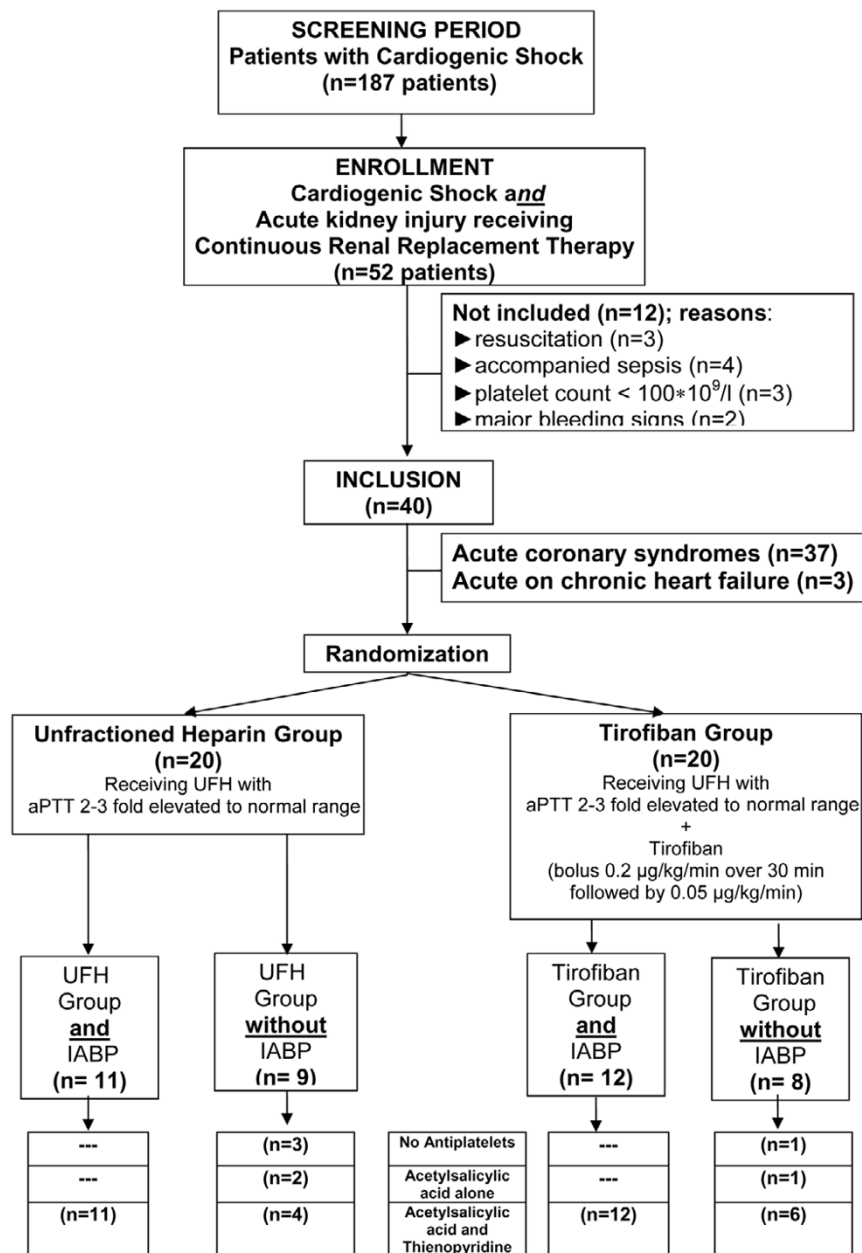 SCREENING PERIOD
Patients with Cardiogenic Shock
(n=187 patients)
ENROLLMENT
Cardiogenic Shock and
Acute kidney injury receiving
Continuous Renal Replacement Therapy
(n=52 patients)
Not included (n=12); reasons:
►resuscitation (n=3)
►accompanied sepsis (n=4)
►platelet count < 100*10⁹/l (n=3)
►major bleeding signs (n=2)
INCLUSION
(n=40)
Acute coronary syndromes (n=37)
Acute on chronic heart failure (n=3)
Randomization
Unfractioned Heparin Group
(n=20)
Receiving UFH with
aPTT 2-3 fold elevated to normal range
Tirofiban Group
(n=20)
Receiving UFH with
aPTT 2-3 fold elevated to normal range
+
Tirofiban
(bolus 0.2 µg/kg/min over 30 min
followed by 0.05 µg/kg/min)
UFH
Group
and
IABP
(n= 11)
UFH
Group
without
IABP
(n= 9)
Tirofiban
Group
and
IABP
(n= 12)
Tirofiban
Group
without
IABP
(n= 8)
--- (n=3) No Antiplatelets --- (n=1)
--- (n=2) Acetylsalicylic --- (n=1)
acid alone
(n=11) (n=4) Acetylsalicylic (n=12) (n=6)
acid and
Thienopyridine